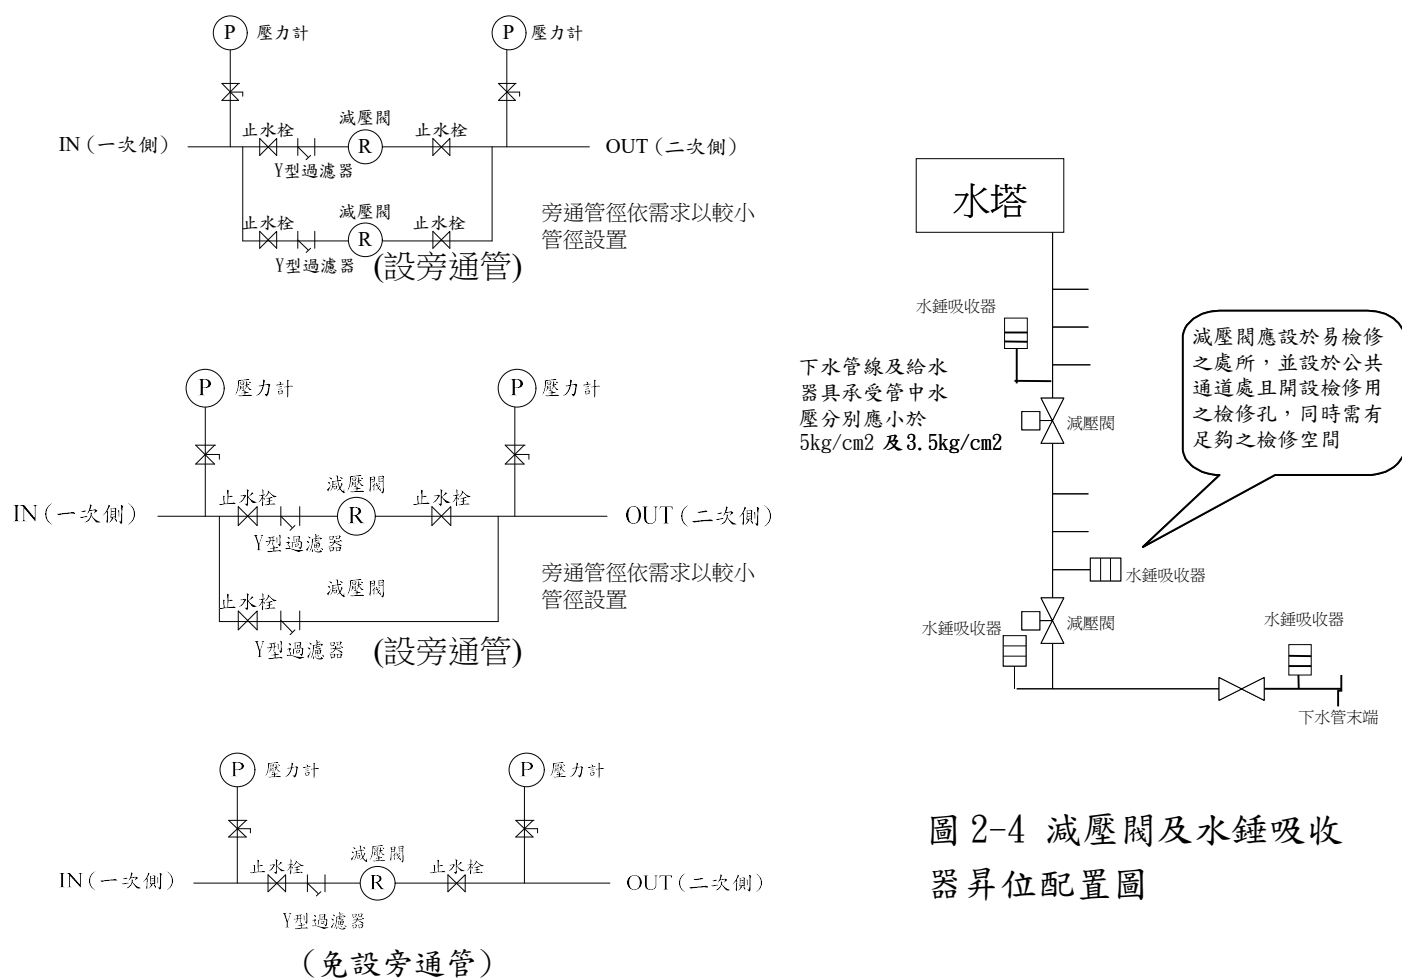 P 壓力計
P 壓力計
減壓閥
止水栓
止水栓
IN(一次側)
R
OUT(二次側)
Y型過濾器
減壓閥
止水栓
止水栓
R
Y型過濾器
(設旁通管)
旁通管徑依需求以較小
管徑設置
P 壓力計
P 壓力計
減壓閥
止水栓
止水栓
IN(一次側)
R
OUT(二次側)
Y型過濾器
減壓閥
止水栓
Y型過濾器
(設旁通管)
旁通管徑依需求以較小
管徑設置
P 壓力計
P 壓力計
減壓閥
止水栓
止水栓
IN(一次側)
R
OUT(二次側)
Y型過濾器
(免設旁通管)
水塔
水錘吸收器
下水管線及給水
器具承受管中水
壓分別應小於
5kg/cm2 及3.5kg/cm2
減壓閥
減壓閥應設於易檢修
之處所，並設於公共
通道處且開設檢修用
之檢修孔，同時需有
足夠之檢修空間
水錘吸收器
水錘吸收器
減壓閥
水錘吸收器
下水管末端
圖 2-4 減壓閥及水錘吸收
器昇位配置圖